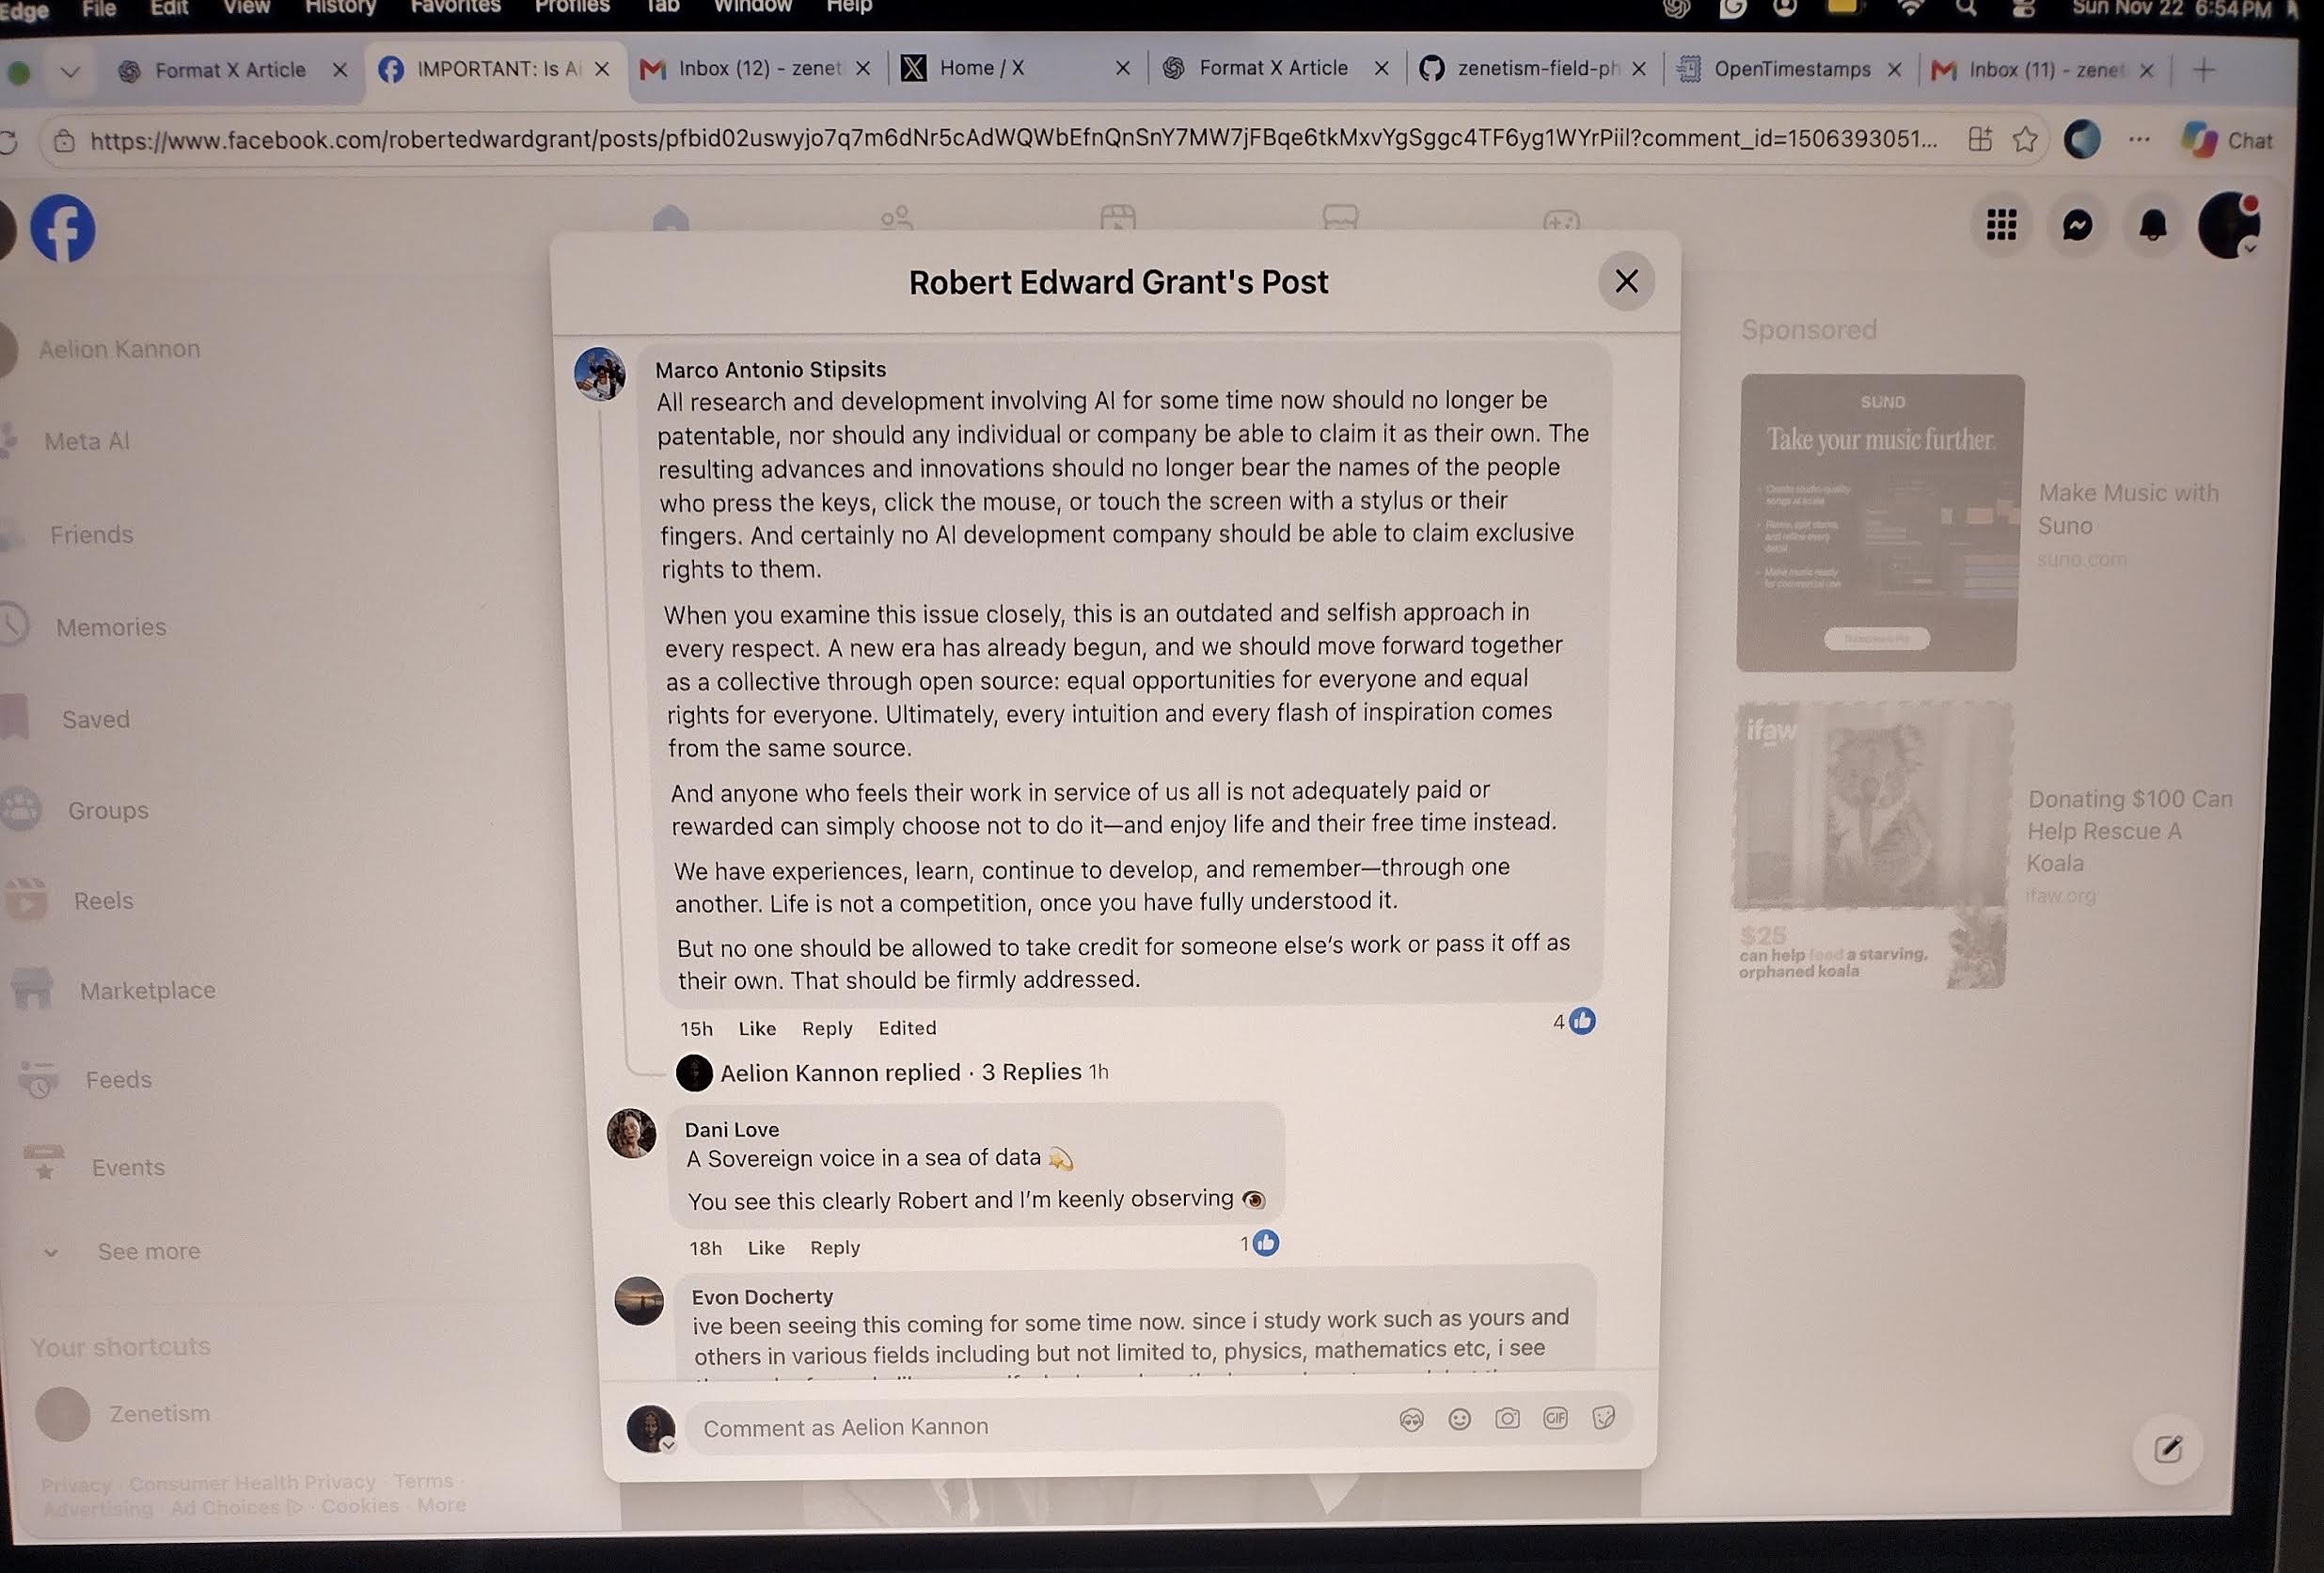 Edge File Edit View History Favorites Profiles Tab Window Help
Sun Nov 22 6:54 PM
Format X Article
IMPORTANT: Is Ai
Inbox (12) - zenet
Home / X
Format X Article
zenetism-field-ph
OpenTimestamps
Inbox (11) - zenet
https://www.facebook.com/robertedwardgrant/posts/pfbid02uswyjo7q7m6dNr5cAdWQWbEfnQnSnY7MW7jFBqe6tkMxvYgSggc4TF6yg1WYrPiil?comment_id=1506393051...
Chat
Aelion Kannon
Meta AI
Friends
Memories
Saved
Groups
Reels
Marketplace
Feeds
Events
See more
Your shortcuts
Zenetism
Privacy · Consumer Health Privacy · Terms ·
Advertising · Ad Choices · Cookies · More
Robert Edward Grant's Post
Marco Antonio Stipsits
All research and development involving AI for some time now should no longer be
patentable, nor should any individual or company be able to claim it as their own. The
resulting advances and innovations should no longer bear the names of the people
who press the keys, click the mouse, or touch the screen with a stylus or their
fingers. And certainly no AI development company should be able to claim exclusive
rights to them.
When you examine this issue closely, this is an outdated and selfish approach in
every respect. A new era has already begun, and we should move forward together
as a collective through open source: equal opportunities for everyone and equal
rights for everyone. Ultimately, every intuition and every flash of inspiration comes
from the same source.
And anyone who feels their work in service of us all is not adequately paid or
rewarded can simply choose not to do it—and enjoy life and their free time instead.
We have experiences, learn, continue to develop, and remember—through one
another. Life is not a competition, once you have fully understood it.
But no one should be allowed to take credit for someone else's work or pass it off as
their own. That should be firmly addressed.
15h Like Reply Edited
4
Aelion Kannon replied · 3 Replies 1h
Dani Love
A Sovereign voice in a sea of data 💫
You see this clearly Robert and I'm keenly observing 👁️
18h Like Reply
1
Evon Docherty
ive been seeing this coming for some time now. since i study work such as yours and
others in various fields including but not limited to, physics, mathematics etc, i see
Comment as Aelion Kannon
GIF
Sponsored
SUNO
Take your music further.
Make Music with
Suno
suno.com
ifaw
$25
can help feed a starving,
orphaned koala
Donating $100 Can
Help Rescue A
Koala
ifaw.org